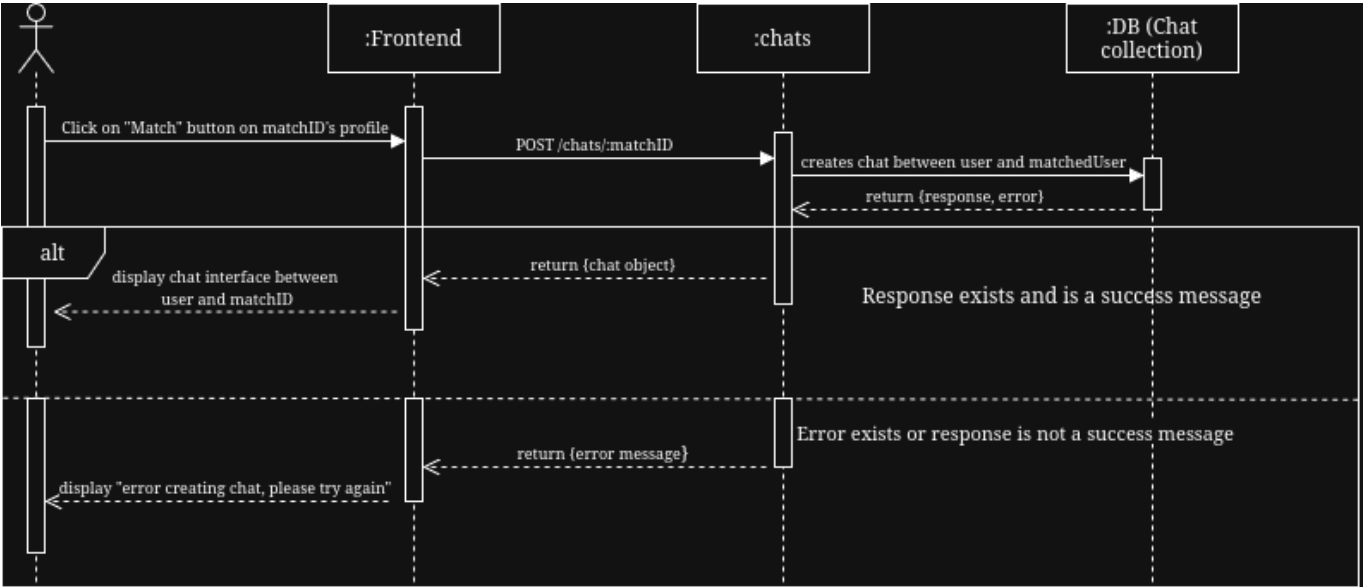 :Frontend
:chats
:DB (Chat
collection)
Click on "Match" button on matchID's profile
POST /chats/:matchID
creates chat between user and matchedUser
return {response, error}
alt
return {chat object}
display chat interface between
user and matchID
Response exists and is a success message
Error exists or response is not a success message
return {error message}
display "error creating chat, please try again"